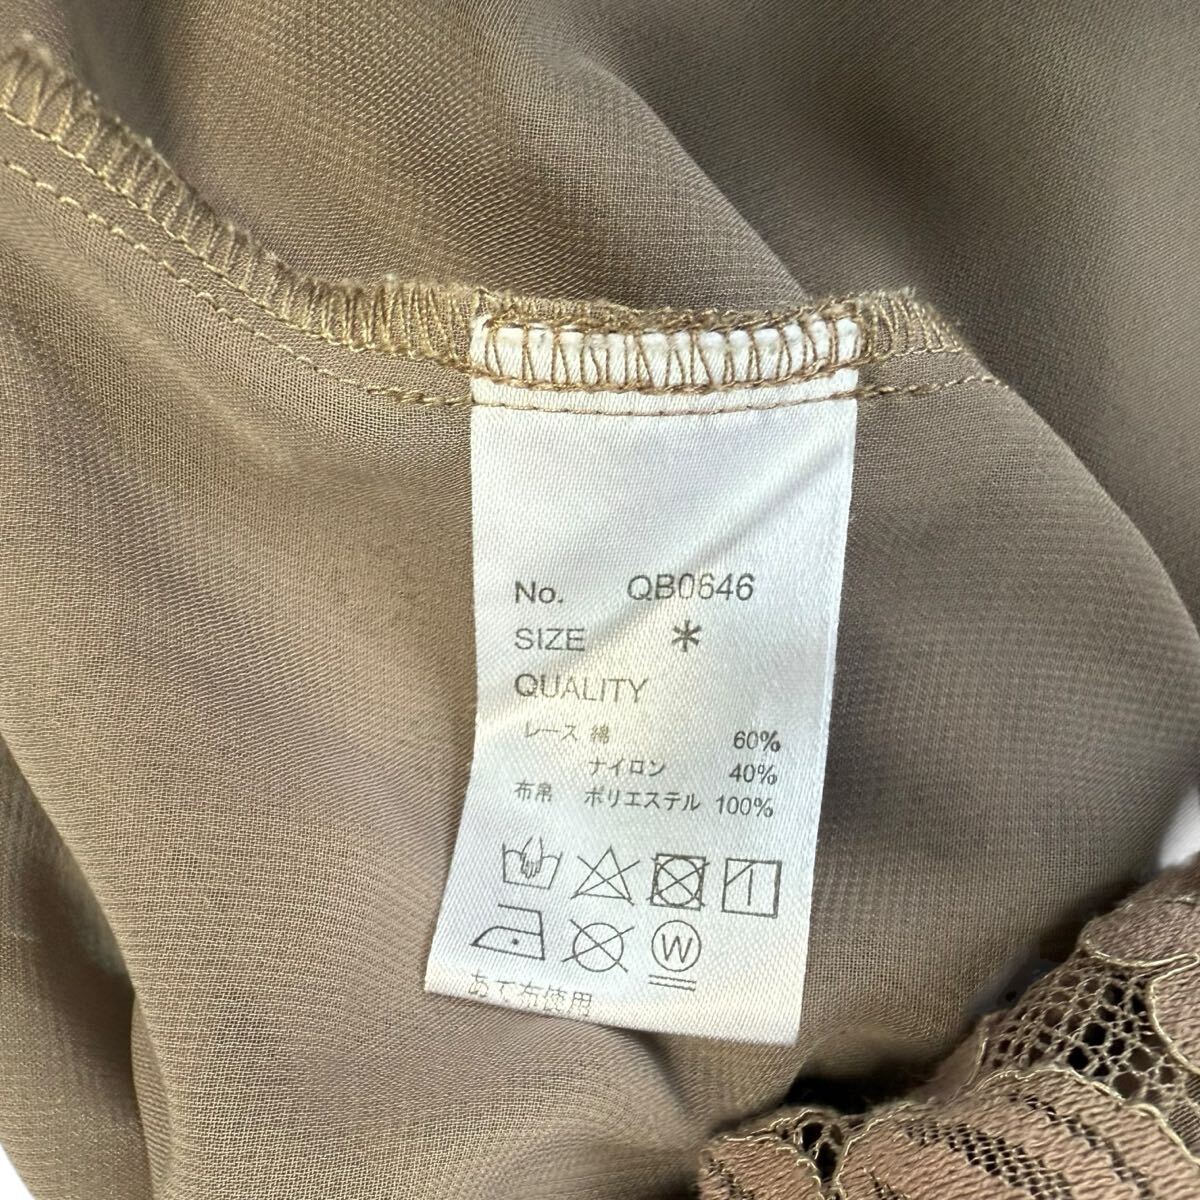 No. QB0646
SIZE *
QUALITY
レース 綿 60%
ナイロン 40%
布帛 ポリエステル 100%
W
あて布使用